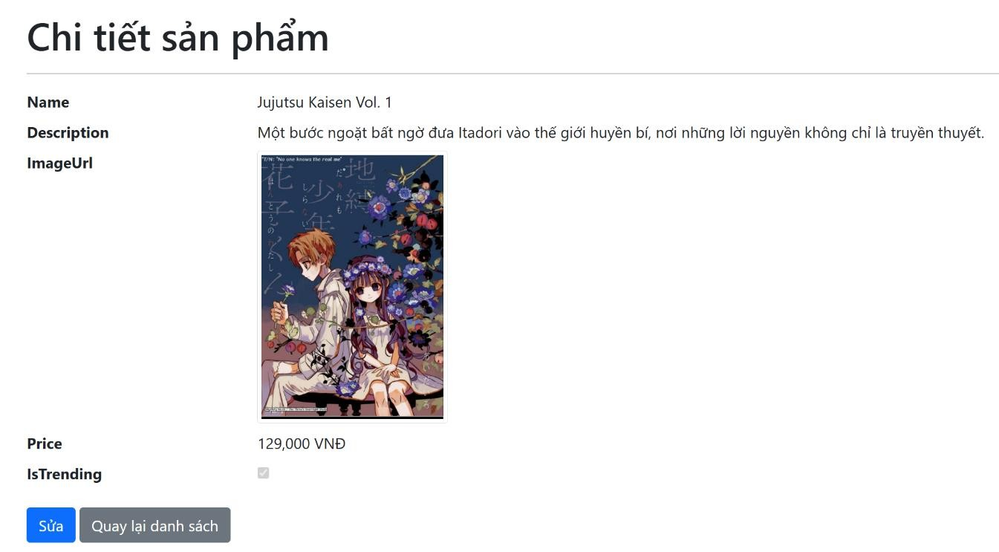 Chi tiết sản phẩm
Name Jujutsu Kaisen Vol. 1
Description Một bước ngoặt bất ngờ đưa Itadori vào thế giới huyền bí, nơi những lời nguyền không chỉ là truyền thuyết.
ImageUrl
"T/N: "No one knows the real me"
地縛
少年
花子くん
だれも
しらない
ほんとうのわたし
Price 129,000 VNĐ
IsTrending
Sửa Quay lại danh sách